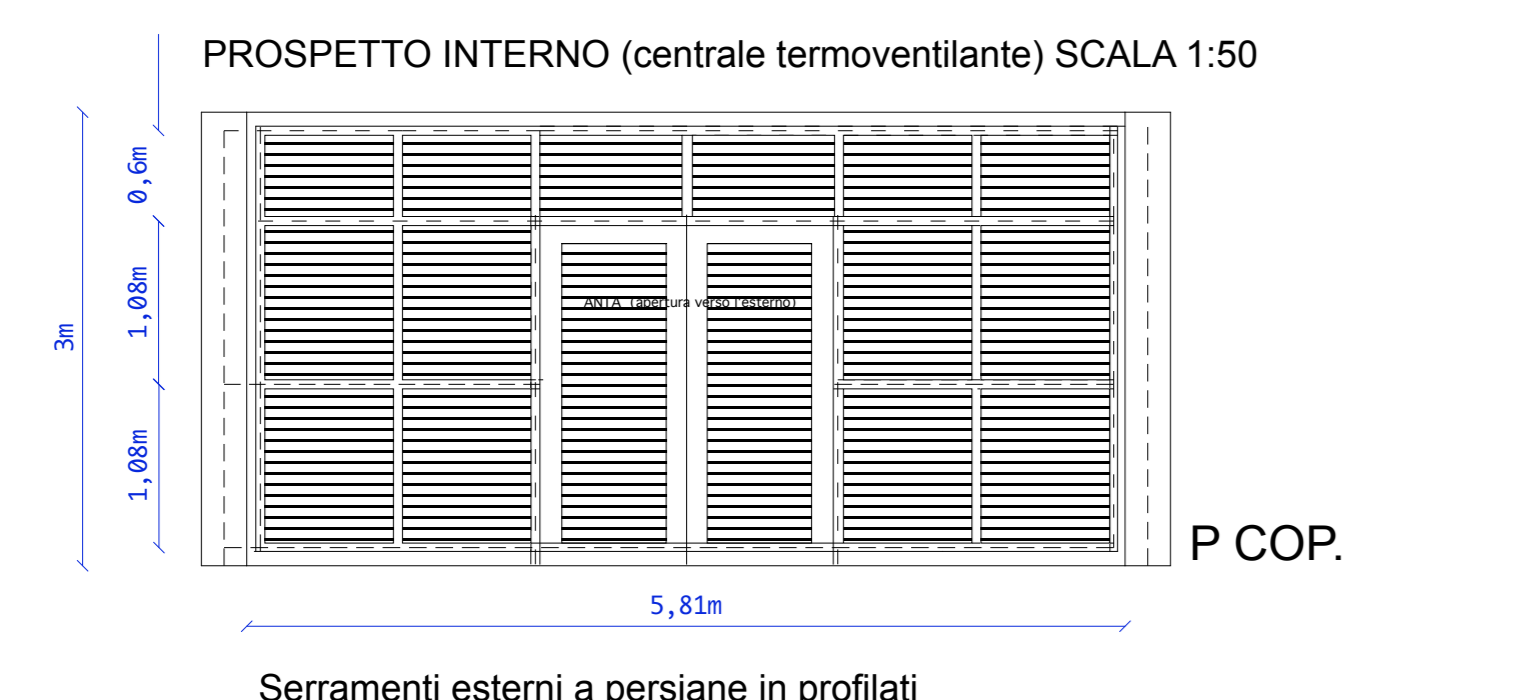 PROSPETTO INTERNO (centrale termoventilante) SCALA 1:50
0,6m
1,08m
3m
ANTA (apertura verso l'esterno)
1,08m
P COP.
5,81m
Serramenti esterni a persiane in profilati